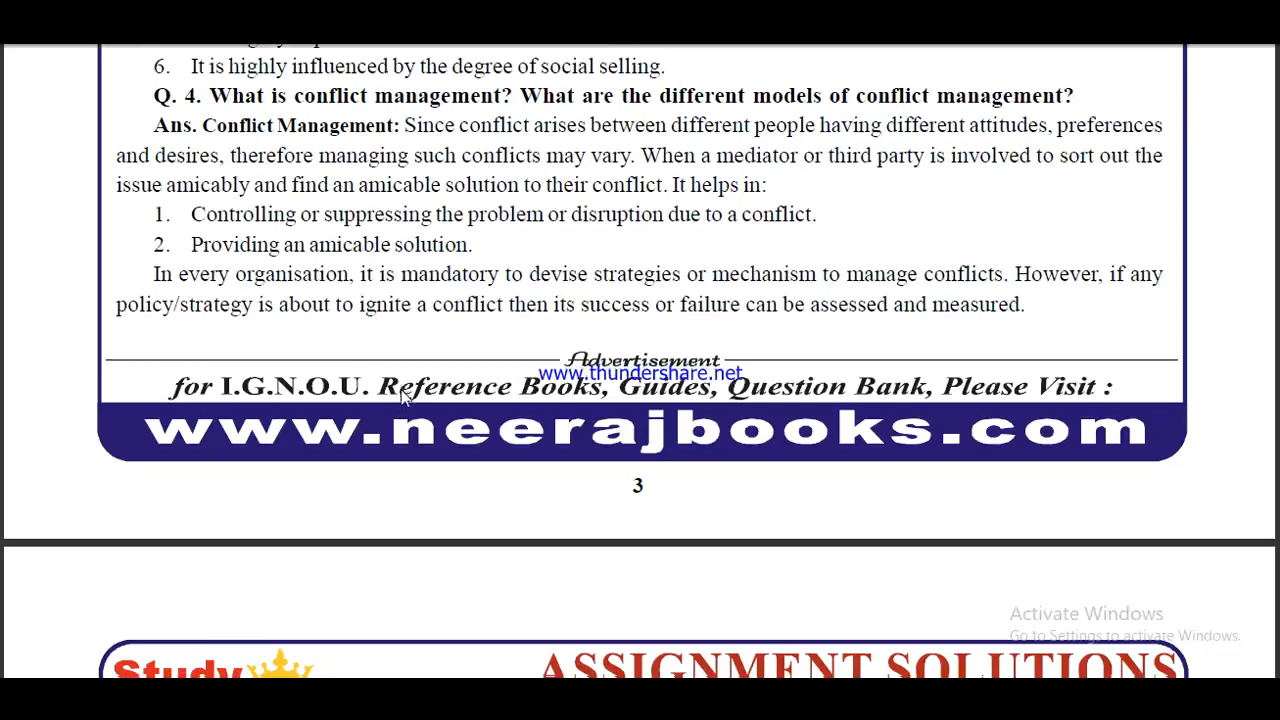 6. It is highly influenced by the degree of social selling.
Q. 4. What is conflict management? What are the different models of conflict management?
Ans. Conflict Management: Since conflict arises between different people having different attitudes, preferences
and desires, therefore managing such conflicts may vary. When a mediator or third party is involved to sort out the
issue amicably and find an amicable solution to their conflict. It helps in:
1. Controlling or suppressing the problem or disruption due to a conflict.
2. Providing an amicable solution.
In every organisation, it is mandatory to devise strategies or mechanism to manage conflicts. However, if any
policy/strategy is about to ignite a conflict then its success or failure can be assessed and measured.
Advertisement
www.thundershare.net
for I.G.N.O.U. Reference Books, Guides, Question Bank, Please Visit :
www.neerajbooks.com
3
Activate Windows
Go to Settings to activate Windows.
Study
ASSIGNMENT SOLUTIONS